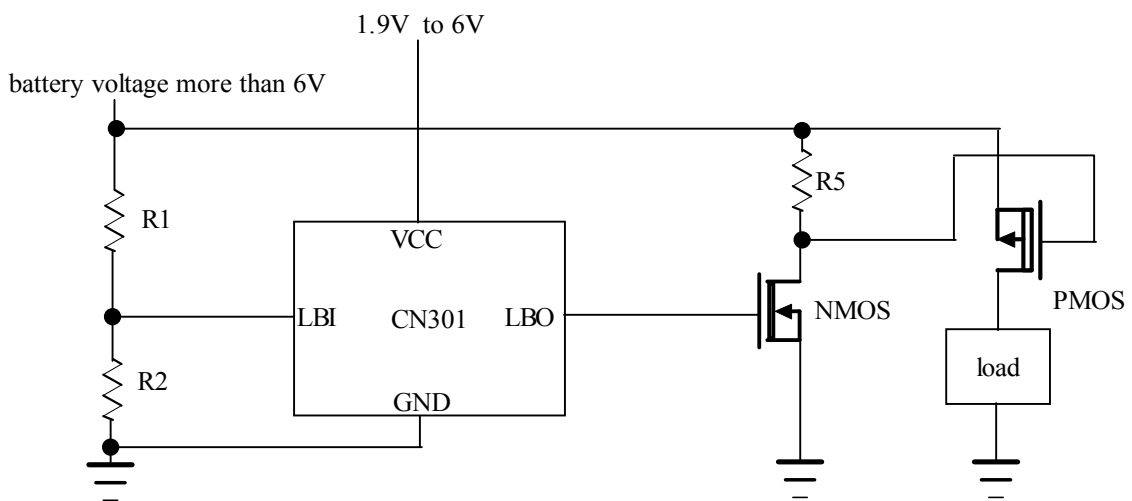 1.9V to 6V
battery voltage more than 6V
R1
R5
VCC
LBI
CN301
LBO
NMOS
PMOS
R2
GND
load